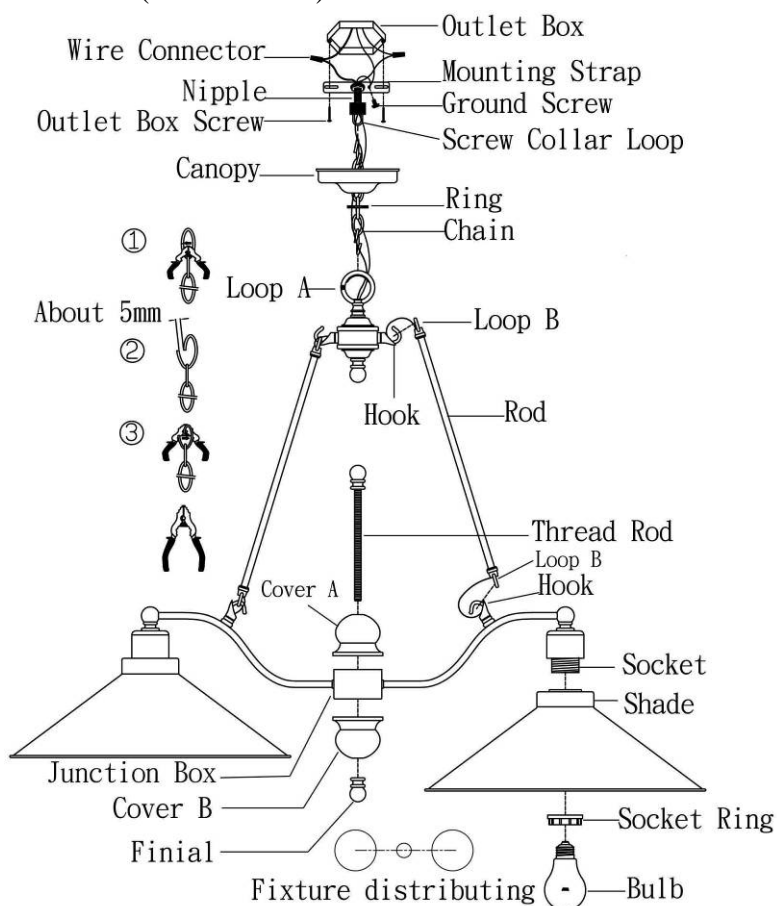 Outlet Box
Wire Connector
Mounting Strap
Nipple
Ground Screw
Outlet Box Screw
Screw Collar Loop
Canopy
Ring
Chain
①
Loop A
About 5mm
Loop B
②
Hook
Rod
③
Thread Rod
Loop B
Cover A
Hook
Socket
Shade
Junction Box
Cover B
Socket Ring
Finial
Fixture distributing
Bulb